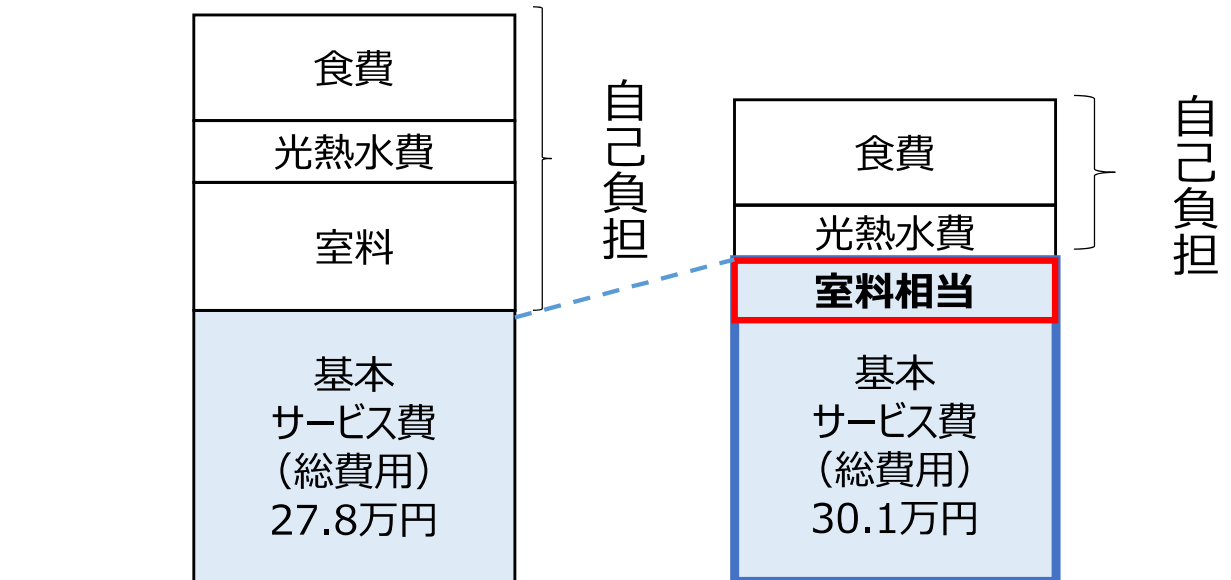 食費
光熱水費
室料
自己負担
基本
サービス費
（総費用）
27.8万円
食費
光熱水費
自己負担
室料相当
基本
サービス費
（総費用）
30.1万円